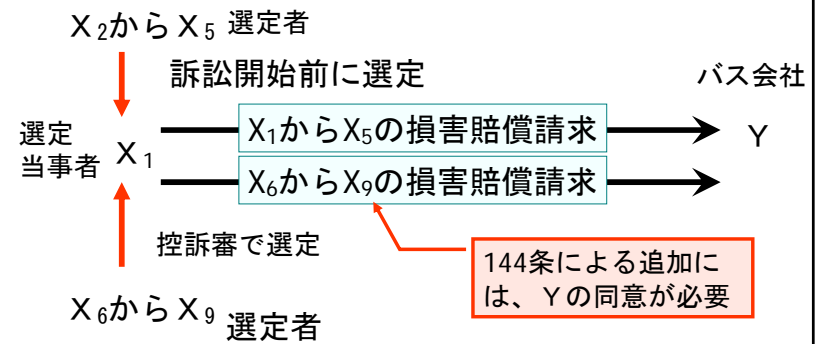 X₂からX₅ 選定者
訴訟開始前に選定
バス会社
選定
当事者 X₁
X₁からX₅の損害賠償請求
Y
X₆からX₉の損害賠償請求
控訴審で選定
144条による追加に
は、Yの同意が必要
X₆からX₉ 選定者